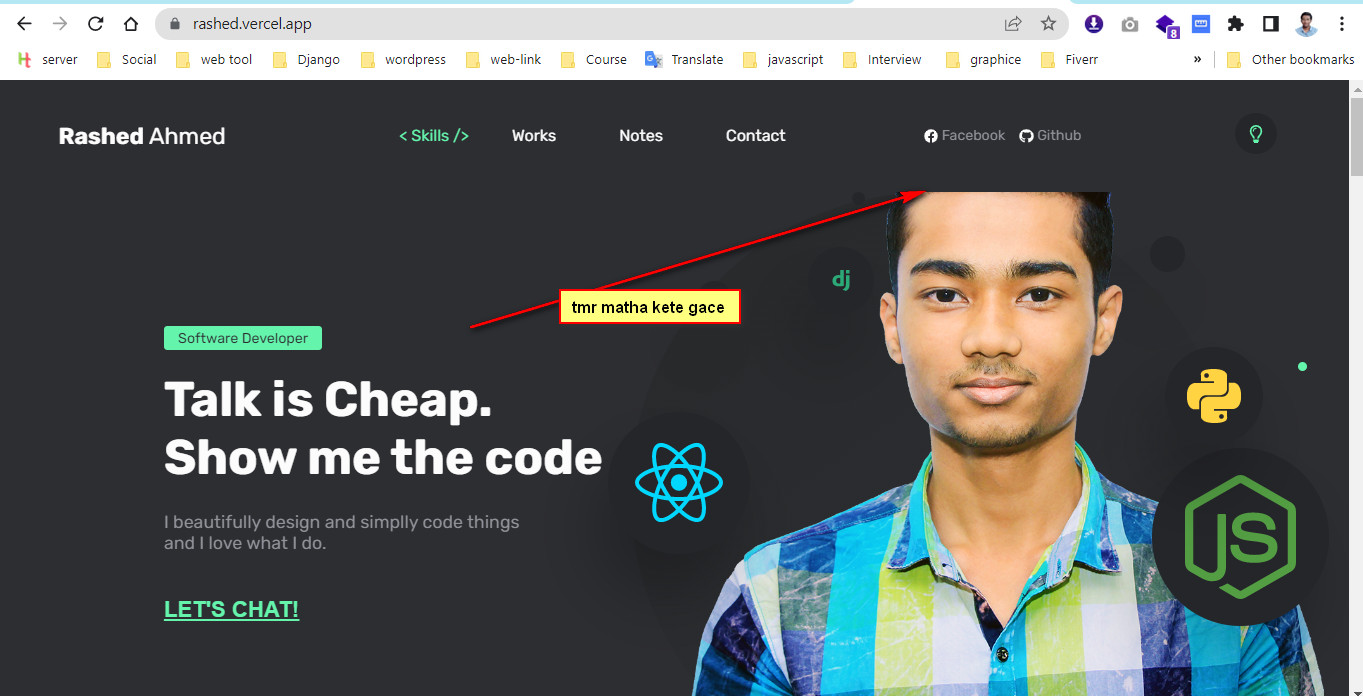 rashed.vercel.app
8
server Social web tool Django wordpress web-link Course Translate javascript Interview graphice Fiverr » Other bookmarks
Rashed Ahmed < Skills /> Works Notes Contact Facebook Github
dj
tmr matha kete gace
Software Developer
Talk is Cheap.
Show me the code
I beautifully design and simplly code things
and I love what I do.
JS
LET'S CHAT!